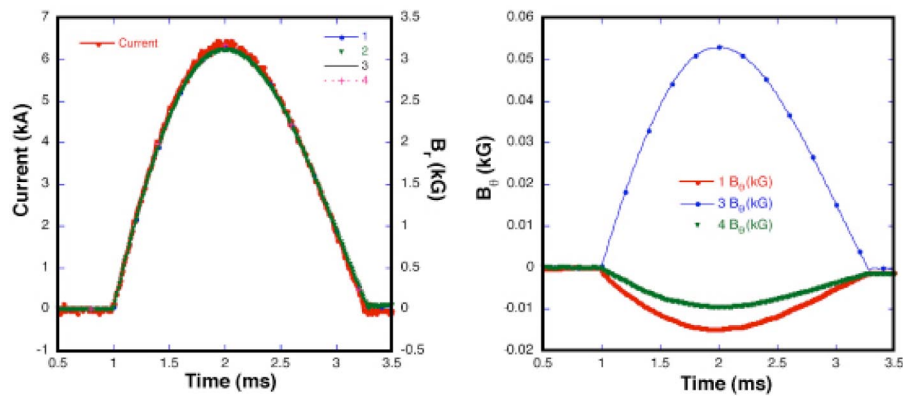 7
6
5
4
3
2
1
0
-1
Current (kA)
Current
1
2
3
4
3.5
3
2.5
2
1.5
1
0.5
0
-0.5
B_r (kG)
0.5 1 1.5 2 2.5 3 3.5
Time (ms)
0.06
0.05
0.04
0.03
0.02
0.01
0
-0.01
-0.02
B_θ (kG)
1 B_θ(kG)
3 B_θ(kG)
4 B_θ(kG)
0.5 1 1.5 2 2.5 3 3.5
Time (ms)